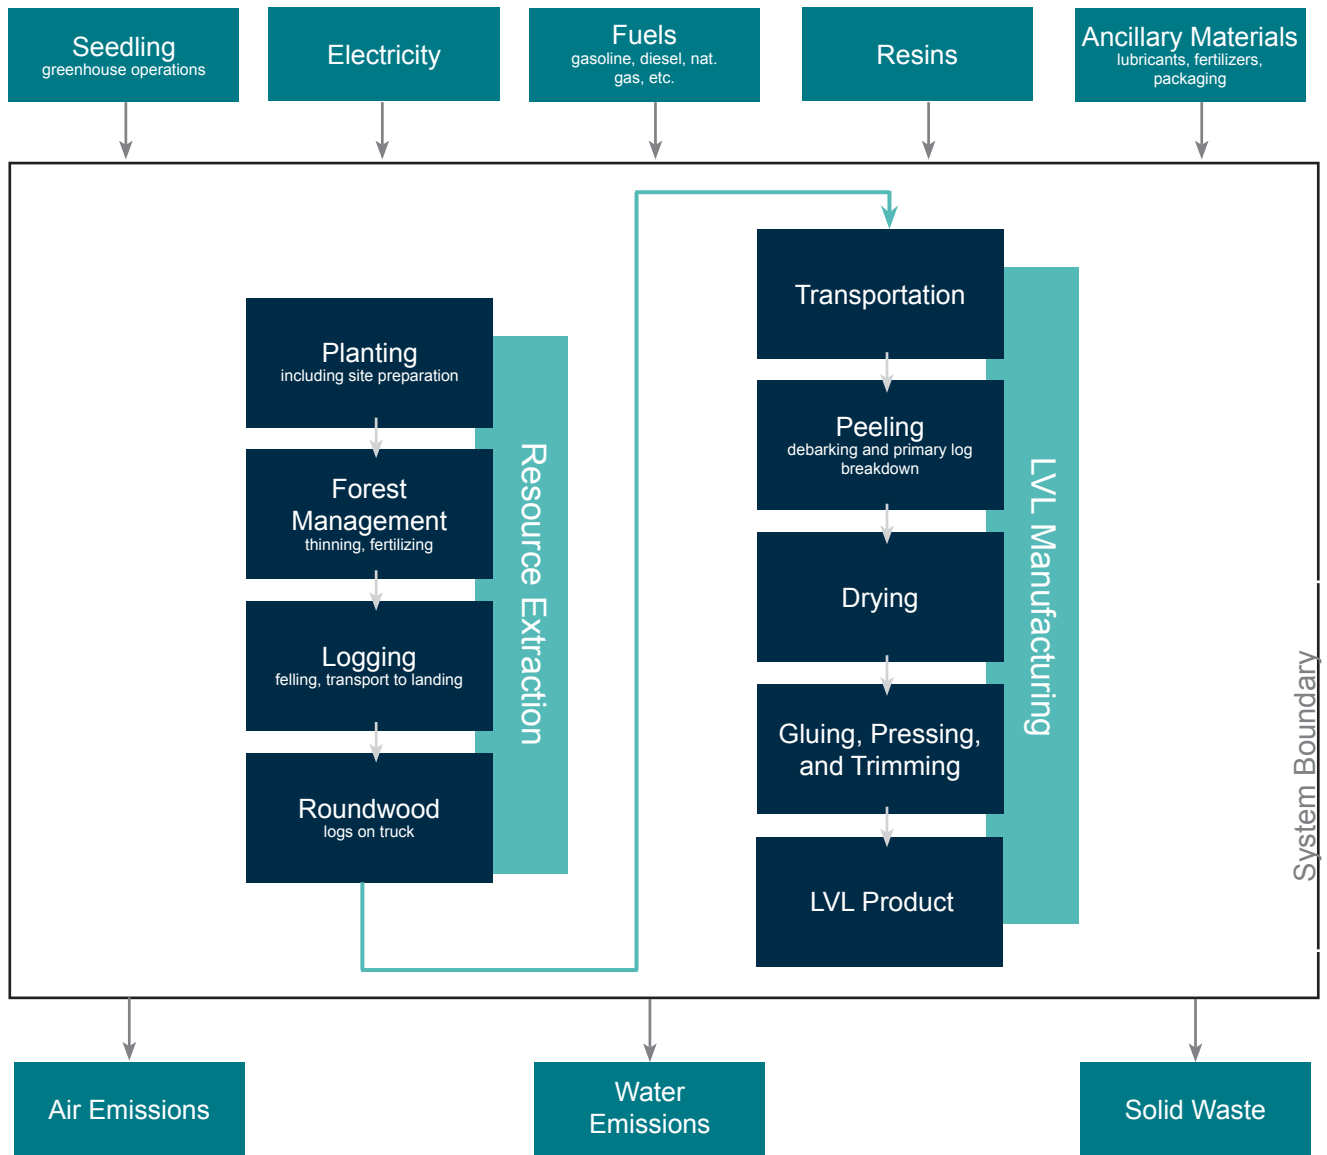 Seedling
greenhouse operations
Electricity
Fuels
gasoline, diesel, nat.
gas, etc.
Resins
Ancillary Materials
lubricants, fertilizers,
packaging
Planting
including site preparation
Forest
Management
thinning, fertilizing
Logging
felling, transport to landing
Roundwood
logs on truck
Resource Extraction
Transportation
Peeling
debarking and primary log
breakdown
Drying
Gluing, Pressing,
and Trimming
LVL Product
LVL Manufacturing
System Boundary
Air Emissions
Water
Emissions
Solid Waste